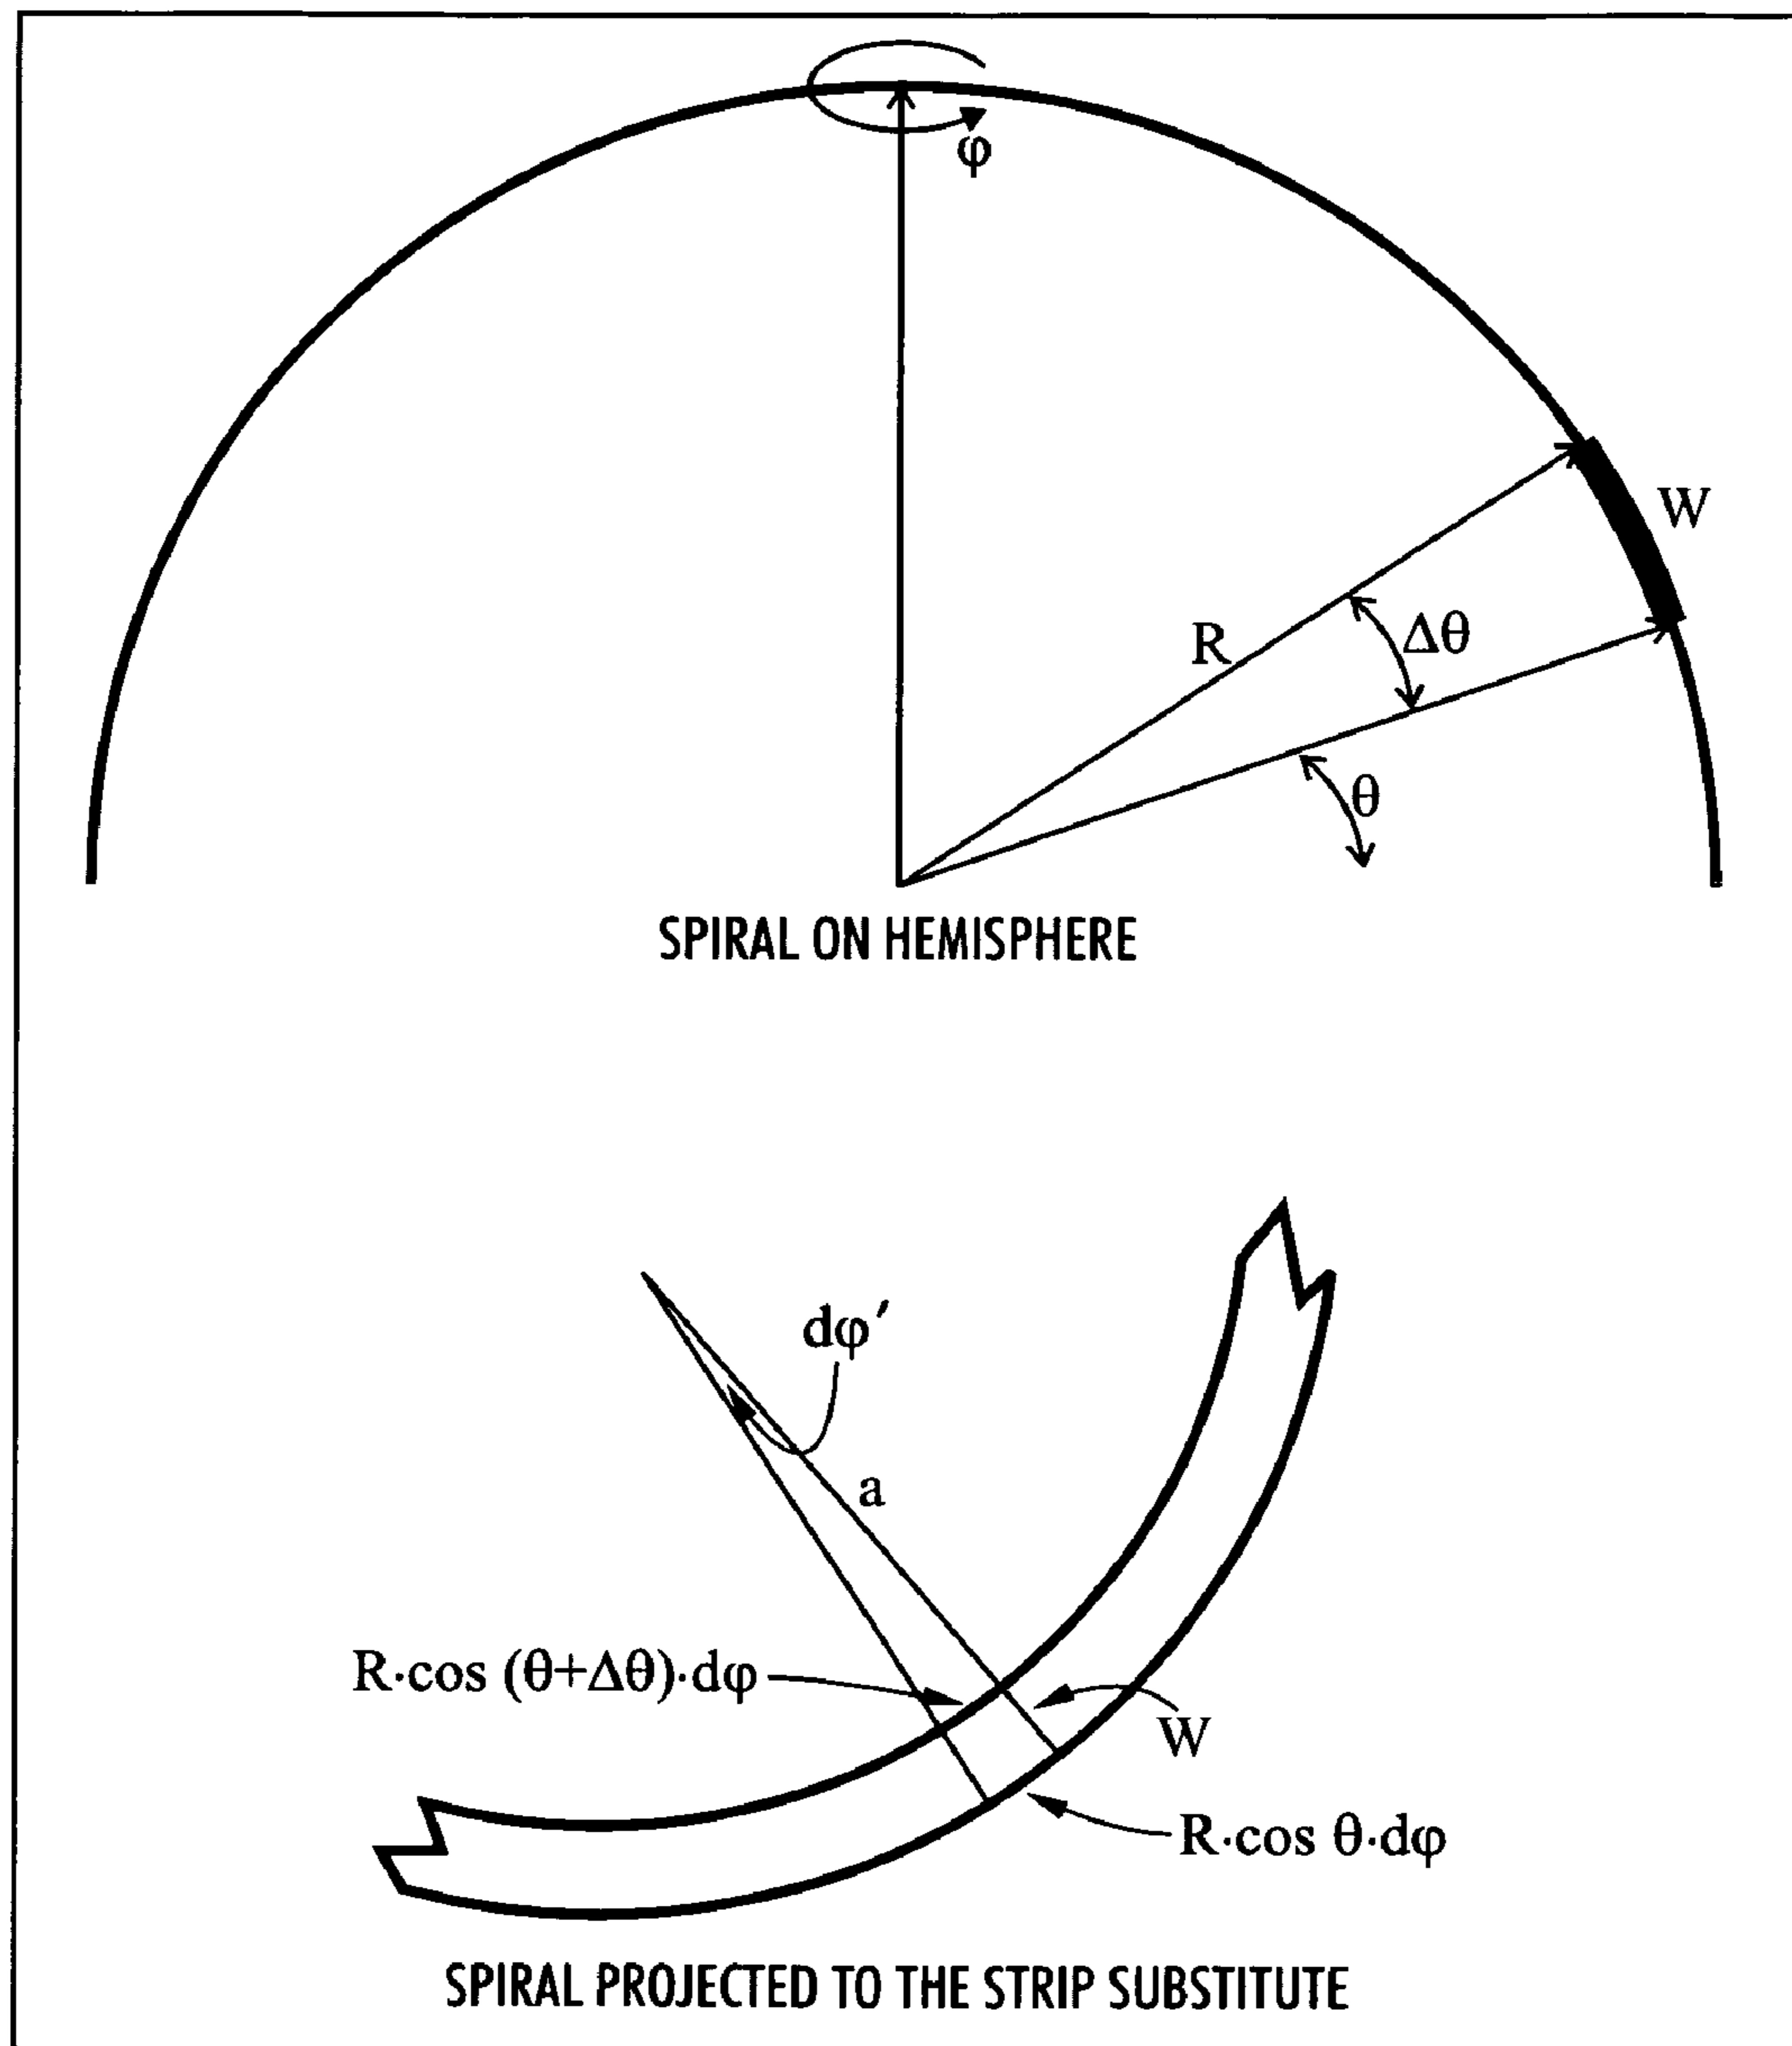 φ
W
R
Δθ
θ
SPIRAL ON HEMISPHERE
dφ′
a
R·cos (θ+Δθ)·dφ
W
R·cos θ·dφ
SPIRAL PROJECTED TO THE STRIP SUBSTITUTE